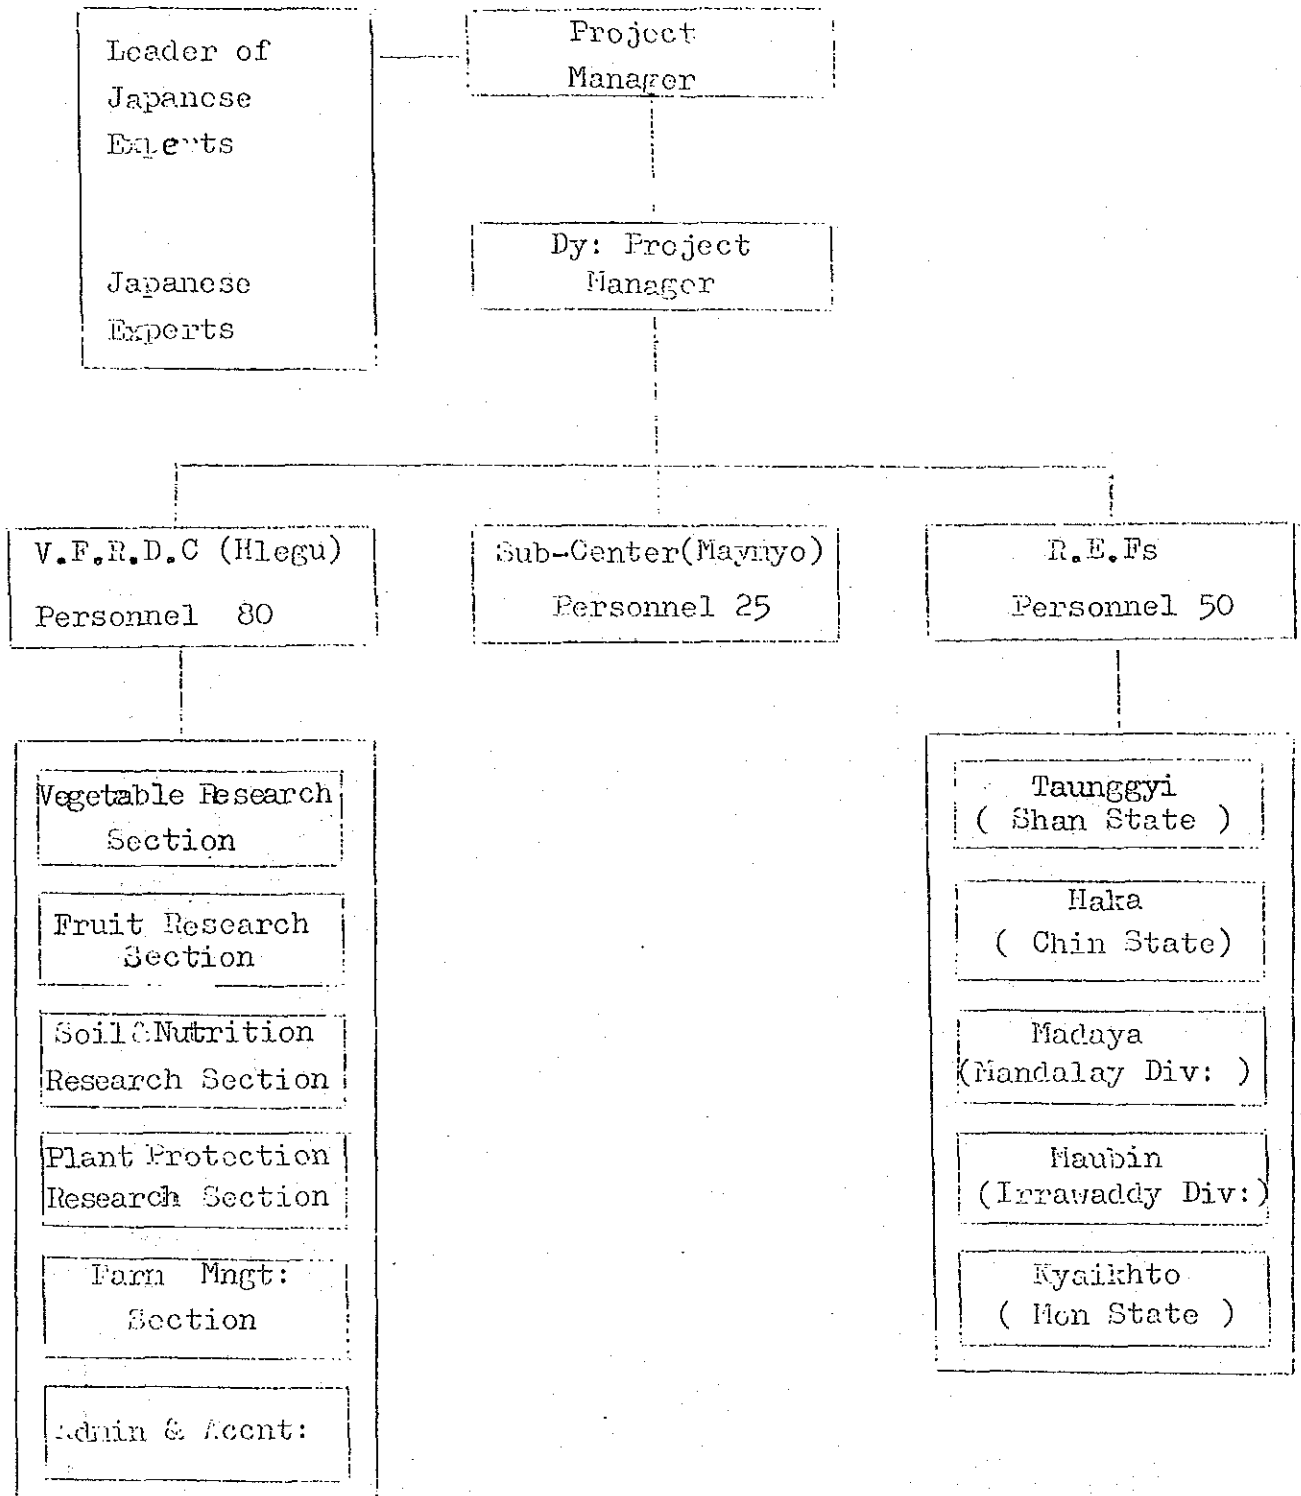 Leader of
Japanese
Experts
Japanese
Experts
Project
Manager
Dy: Project
Manager
V.F.R.D.C (Hlegu)
Personnel 80
Sub-Center(Maymyo)
Personnel 25
R.E.Fs
Personnel 50
Vegetable Research
Section
Fruit Research
Section
Soil & Nutrition
Research Section
Plant Protection
Research Section
Farm Mngt:
Section
Admin & Accnt:
Taunggyi
( Shan State )
Haka
( Chin State)
Madaya
(Mandalay Div: )
Maubin
(Irrawaddy Div:)
Kyaikhto
( Mon State )